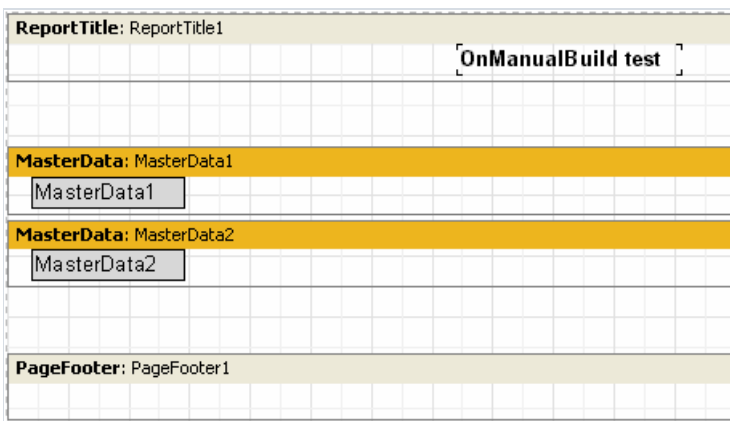 ReportTitle: ReportTitle1
OnManualBuild test
MasterData: MasterData1
MasterData1
MasterData: MasterData2
MasterData2
PageFooter: PageFooter1